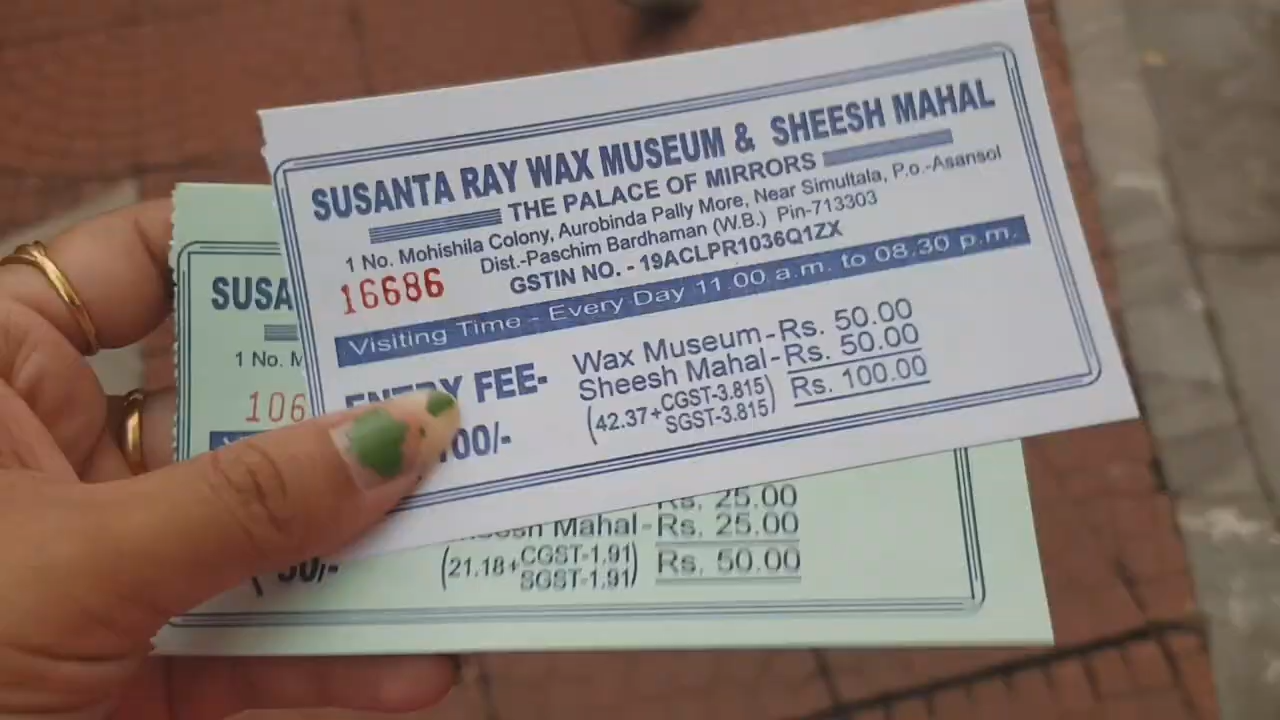 SUSANTA RAY WAX MUSEUM & SHEESH MAHAL
THE PALACE OF MIRRORS
1 No. Mohishila Colony, Aurobinda Pally More, Near Simultala, P.o.-Asansol
Dist.-Paschim Bardhaman (W.B.) Pin-713303
GSTIN NO. - 19ACLPR1036Q1ZX
16686
Visiting Time - Every Day 11.00 a.m. to 08.30 p.m.
ENTRY FEE-
100/-
Wax Museum-Rs. 50.00
Sheesh Mahal-Rs. 50.00
(42.37+CGST-3.815
SGST-3.815) Rs. 100.00
SUSA
1 No. M
106
Rs. 25.00
Mahal-Rs. 25.00
(21.18+CGST-1.91
SGST-1.91) Rs. 50.00
50/-